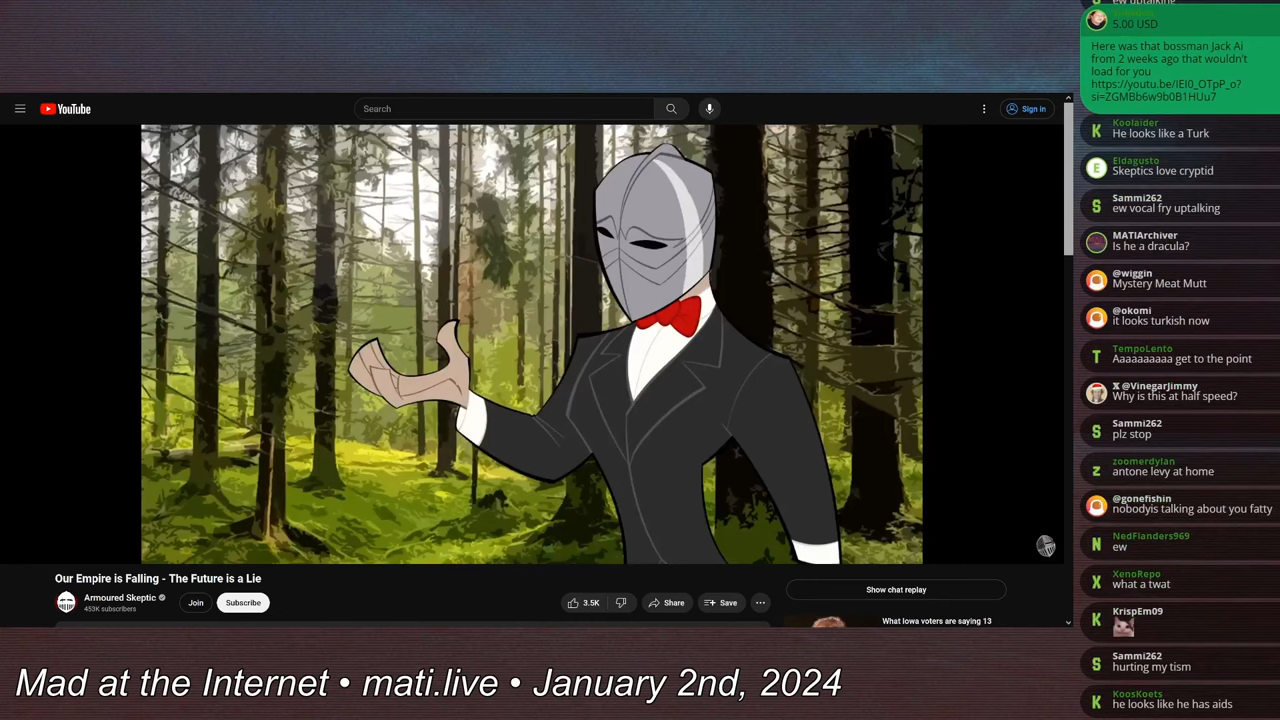 YouTube
Search
Sign in
Our Empire is Falling - The Future is a Lie
Armoured Skeptic
453K subscribers
Join
Subscribe
3.5K
Share
Save
Show chat replay
What Iowa voters are saying 13
Mad at the Internet • mati.live • January 2nd, 2024
ew uptalking
5.00 USD
Here was that bossman Jack Ai
from 2 weeks ago that wouldn't
load for you
https://youtu.be/IEI0_OTpP_o?
si=ZGMBb6w9b0B1HUu7
Koolaider
He looks like a Turk
Eldagusto
Skeptics love cryptid
Sammi262
ew vocal fry uptalking
MATIArchiver
Is he a dracula?
@wiggin
Mystery Meat Mutt
@okomi
it looks turkish now
TempoLento
Aaaaaaaaaa get to the point
@VinegarJimmy
Why is this at half speed?
Sammi262
plz stop
zoomerdylan
antone levy at home
@gonefishin
nobodyis talking about you fatty
NedFlanders969
ew
XenoRepo
what a twat
KrispEm09
Sammi262
hurting my tism
KoosKoets
he looks like he has aids